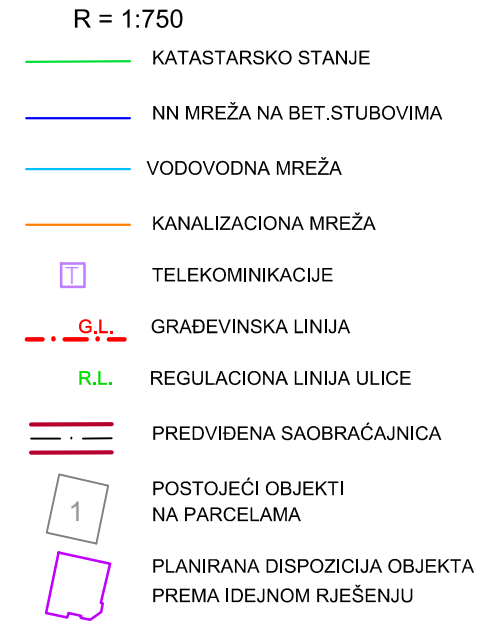 R = 1:750
KATASTARSKO STANJE
NN MREŽA NA BET.STUBOVIMA
VODOVODNA MREŽA
KANALIZACIONA MREŽA
T TELEKOMINIKACIJE
G.L. GRAĐEVINSKA LINIJA
R.L. REGULACIONA LINIJA ULICE
PREDVIĐENA SAOBRAĆAJNICA
1 POSTOJEĆI OBJEKTI
NA PARCELAMA
PLANIRANA DISPOZICIJA OBJEKTA
PREMA IDEJNOM RJEŠENJU